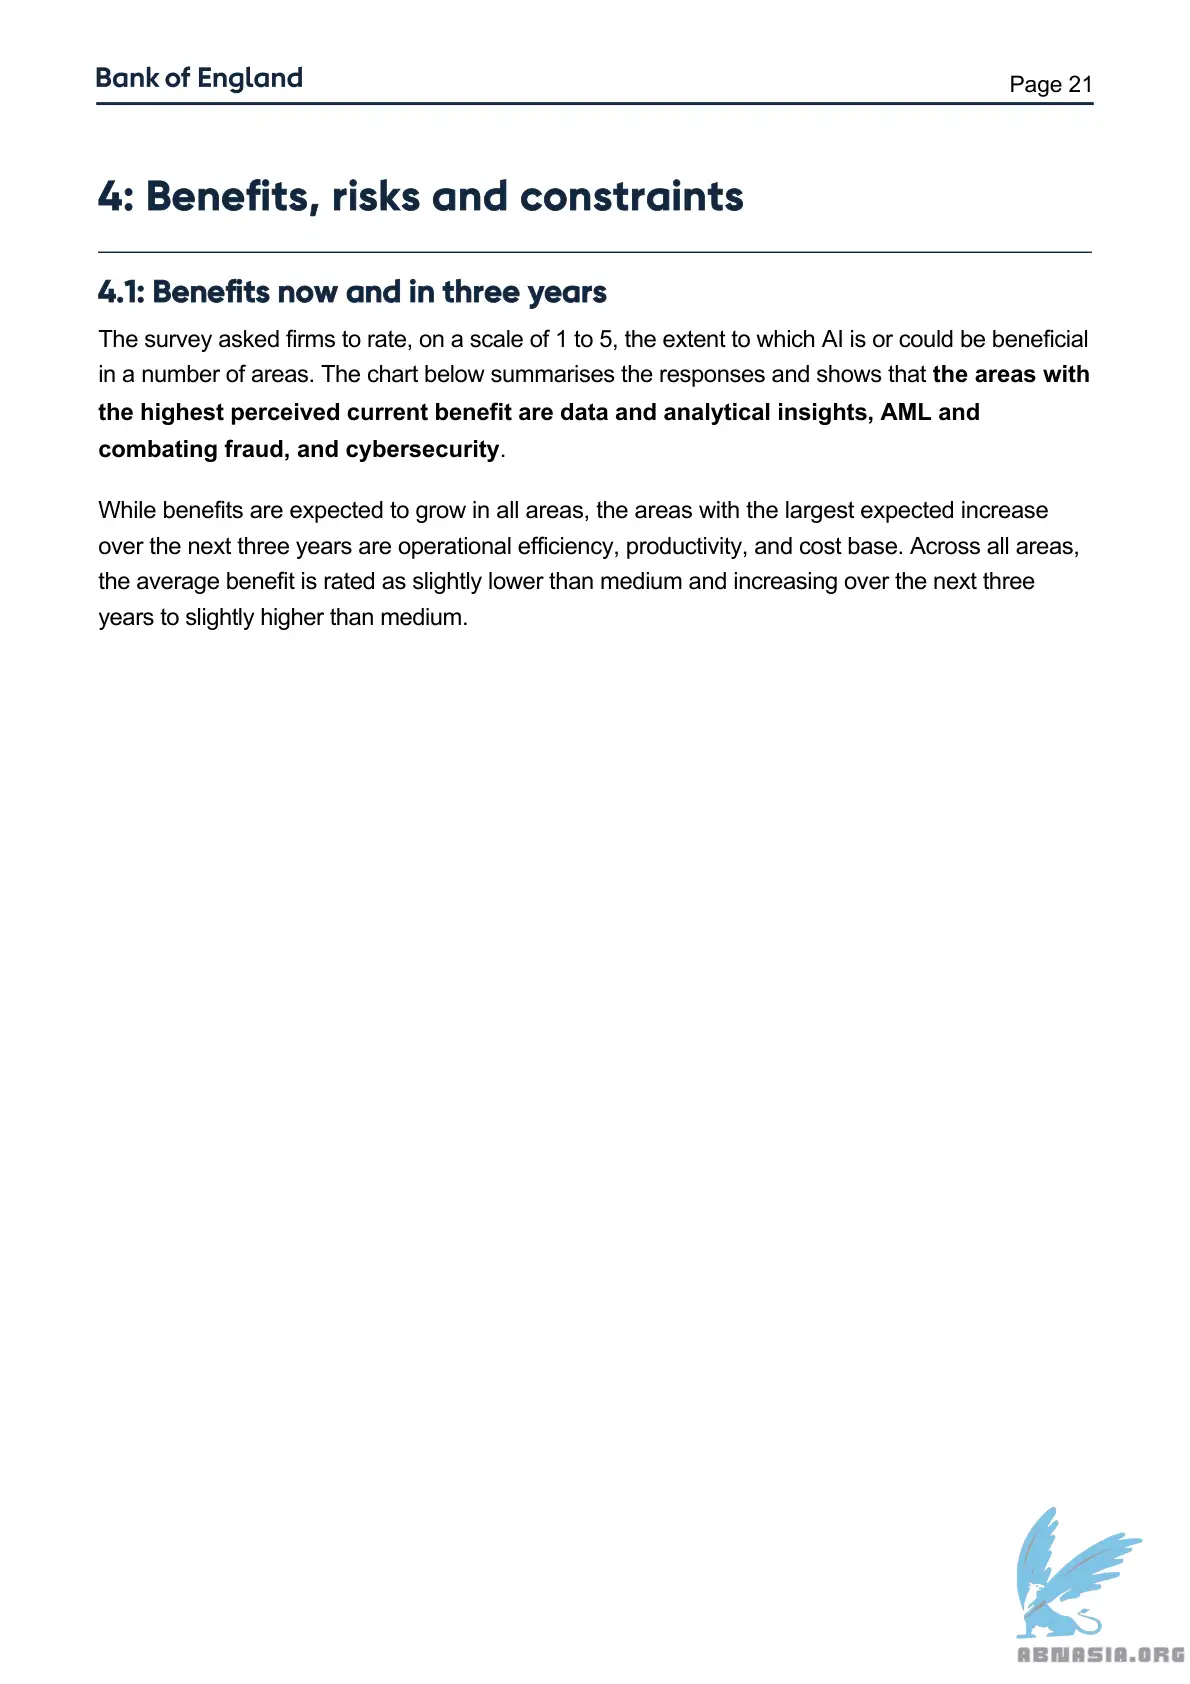 Bank of England
Page 21
4: Benefits, risks and constraints
4.1: Benefits now and in three years
The survey asked firms to rate, on a scale of 1 to 5, the extent to which AI is or could be beneficial
in a number of areas. The chart below summarises the responses and shows that the areas with
the highest perceived current benefit are data and analytical insights, AML and
combating fraud, and cybersecurity.
While benefits are expected to grow in all areas, the areas with the largest expected increase
over the next three years are operational efficiency, productivity, and cost base. Across all areas,
the average benefit is rated as slightly lower than medium and increasing over the next three
years to slightly higher than medium.
ABNASIA.ORG